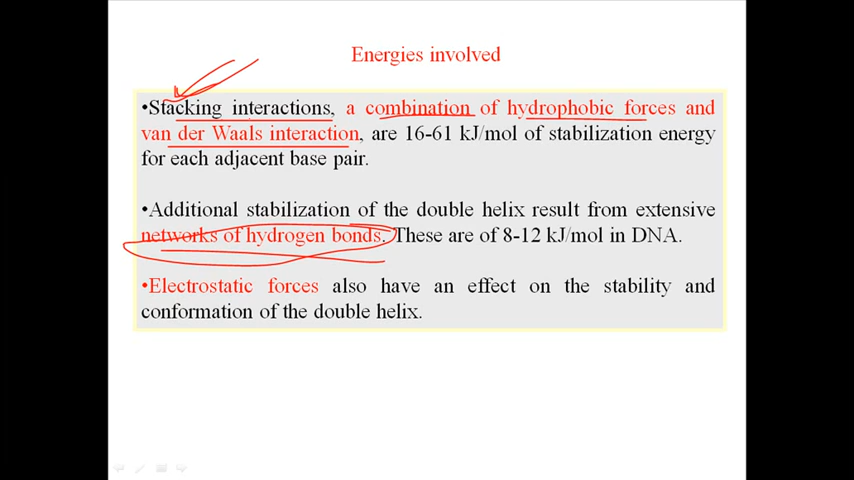 Energies involved
•Stacking interactions, a combination of hydrophobic forces and
van der Waals interaction, are 16-61 kJ/mol of stabilization energy
for each adjacent base pair.
•Additional stabilization of the double helix result from extensive
networks of hydrogen bonds. These are of 8-12 kJ/mol in DNA.
•Electrostatic forces also have an effect on the stability and
conformation of the double helix.